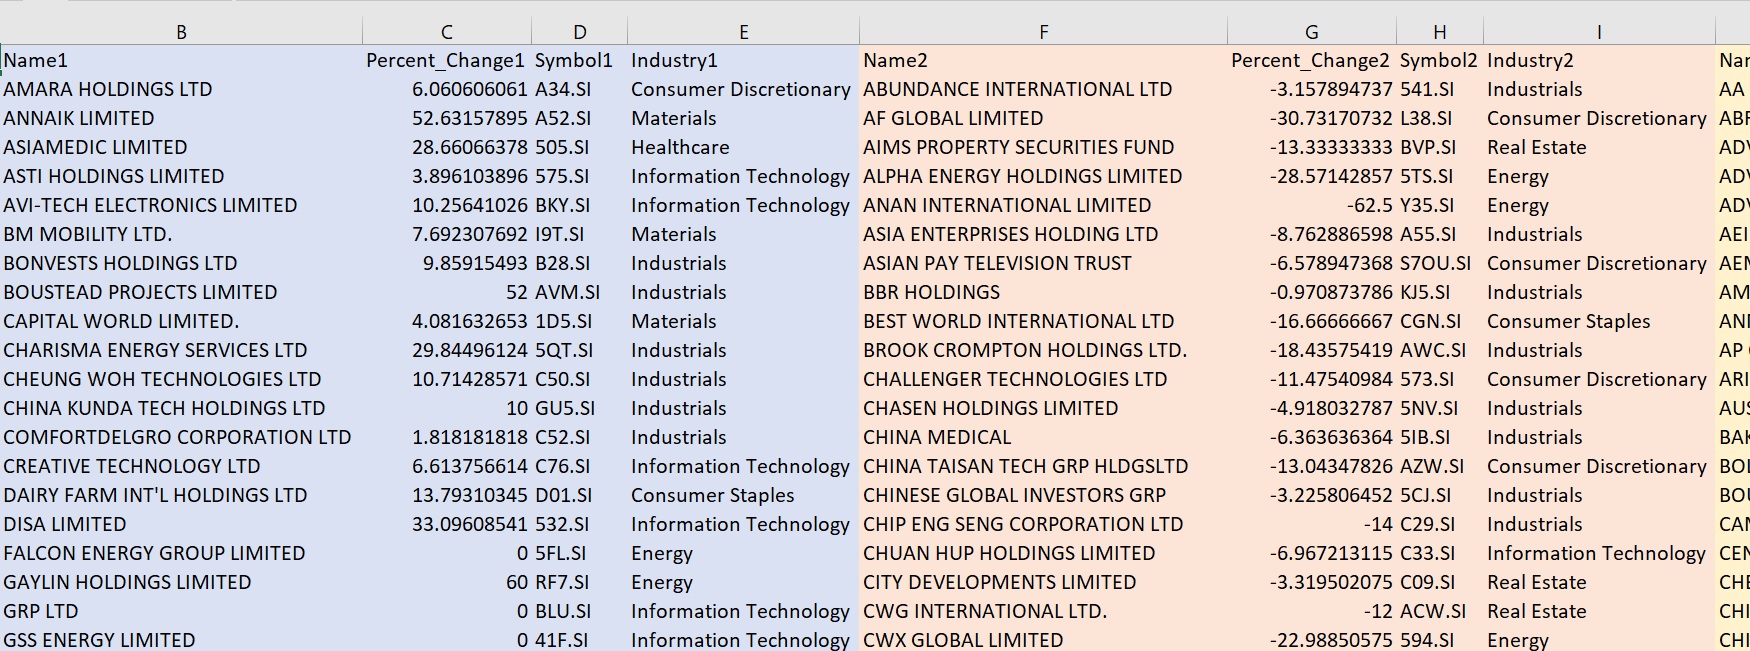 B C D E F G H I
Name1 Percent_Change1 Symbol1 Industry1 Name2 Percent_Change2 Symbol2 Industry2
AMARA HOLDINGS LTD 6.060606061 A34.SI Consumer Discretionary ABUNDANCE INTERNATIONAL LTD -3.157894737 541.SI Industrials AA
ANNAIK LIMITED 52.63157895 A52.SI Materials AF GLOBAL LIMITED -30.73170732 L38.SI Consumer Discretionary
ASIAMEDIC LIMITED 28.66066378 505.SI Healthcare AIMS PROPERTY SECURITIES FUND -13.33333333 BVP.SI Real Estate
ASTI HOLDINGS LIMITED 3.896103896 575.SI Information Technology ALPHA ENERGY HOLDINGS LIMITED -28.57142857 5TS.SI Energy
AVI-TECH ELECTRONICS LIMITED 10.25641026 BKY.SI Information Technology ANAN INTERNATIONAL LIMITED -62.5 Y35.SI Energy
BM MOBILITY LTD. 7.692307692 I9T.SI Materials ASIA ENTERPRISES HOLDING LTD -8.762886598 A55.SI Industrials AEI
BONVESTS HOLDINGS LTD 9.85915493 B28.SI Industrials ASIAN PAY TELEVISION TRUST -6.578947368 S7OU.SI Consumer Discretionary
BOUSTEAD PROJECTS LIMITED 52 AVM.SI Industrials BBR HOLDINGS -0.970873786 KJ5.SI Industrials
CAPITAL WORLD LIMITED. 4.081632653 1D5.SI Materials BEST WORLD INTERNATIONAL LTD -16.66666667 CGN.SI Consumer Staples
CHARISMA ENERGY SERVICES LTD 29.84496124 5QT.SI Industrials BROOK CROMPTON HOLDINGS LTD. -18.43575419 AWC.SI Industrials AP
CHEUNG WOH TECHNOLOGIES LTD 10.71428571 C50.SI Industrials CHALLENGER TECHNOLOGIES LTD -11.47540984 573.SI Consumer Discretionary
CHINA KUNDA TECH HOLDINGS LTD 10 GU5.SI Industrials CHASEN HOLDINGS LIMITED -4.918032787 5NV.SI Industrials
COMFORTDELGRO CORPORATION LTD 1.818181818 C52.SI Industrials CHINA MEDICAL -6.363636364 5IB.SI Industrials
CREATIVE TECHNOLOGY LTD 6.613756614 C76.SI Information Technology CHINA TAISAN TECH GRP HLDGSLTD -13.04347826 AZW.SI Consumer Discretionary
DAIRY FARM INT'L HOLDINGS LTD 13.79310345 D01.SI Consumer Staples CHINESE GLOBAL INVESTORS GRP -3.225806452 5CJ.SI Industrials
DISA LIMITED 33.09608541 532.SI Information Technology CHIP ENG SENG CORPORATION LTD -14 C29.SI Industrials
FALCON ENERGY GROUP LIMITED 0 5FL.SI Energy CHUAN HUP HOLDINGS LIMITED -6.967213115 C33.SI Information Technology
GAYLIN HOLDINGS LIMITED 60 RF7.SI Energy CITY DEVELOPMENTS LIMITED -3.319502075 C09.SI Real Estate
GRP LTD 0 BLU.SI Information Technology CWG INTERNATIONAL LTD. -12 ACW.SI Real Estate
GSS ENERGY LIMITED 0 41F.SI Information Technology CWX GLOBAL LIMITED -22.98850575 594.SI Energy